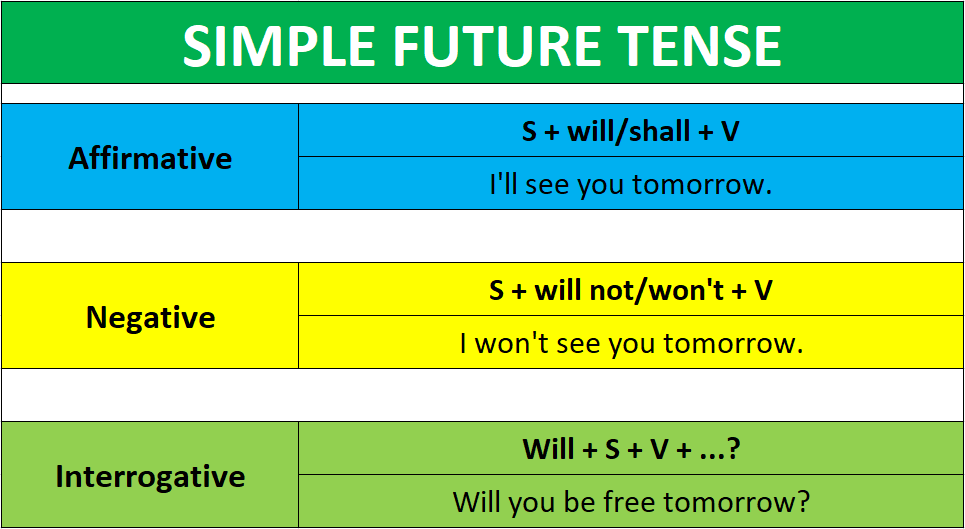 SIMPLE FUTURE TENSE
Affirmative
S + will/shall + V
I'll see you tomorrow.
Negative
S + will not/won't + V
I won't see you tomorrow.
Interrogative
Will + S + V + ...?
Will you be free tomorrow?